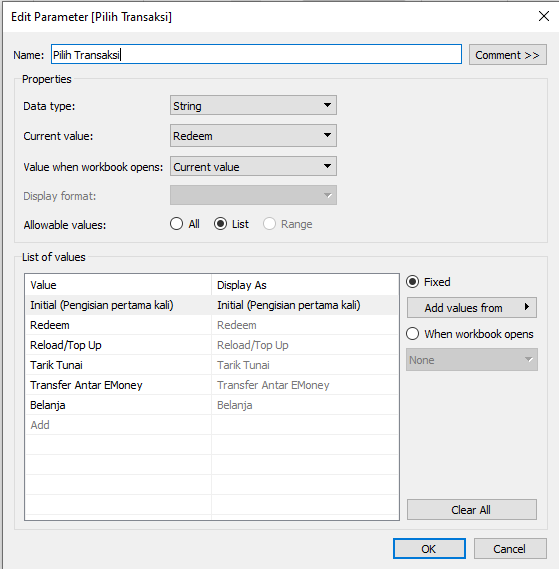 Edit Parameter [Pilih Transaksi]
Name: Pilih Transaksi Comment >>
Properties
Data type: String
Current value: Redeem
Value when workbook opens: Current value
Display format:
Allowable values: All List Range
List of values
Value Display As
Initial (Pengisian pertama kali) Initial (Pengisian pertama kali)
Redeem Redeem
Reload/Top Up Reload/Top Up
Tarik Tunai Tarik Tunai
Transfer Antar EMoney Transfer Antar EMoney
Belanja Belanja
Add
Fixed
Add values from
When workbook opens
None
Clear All
OK Cancel